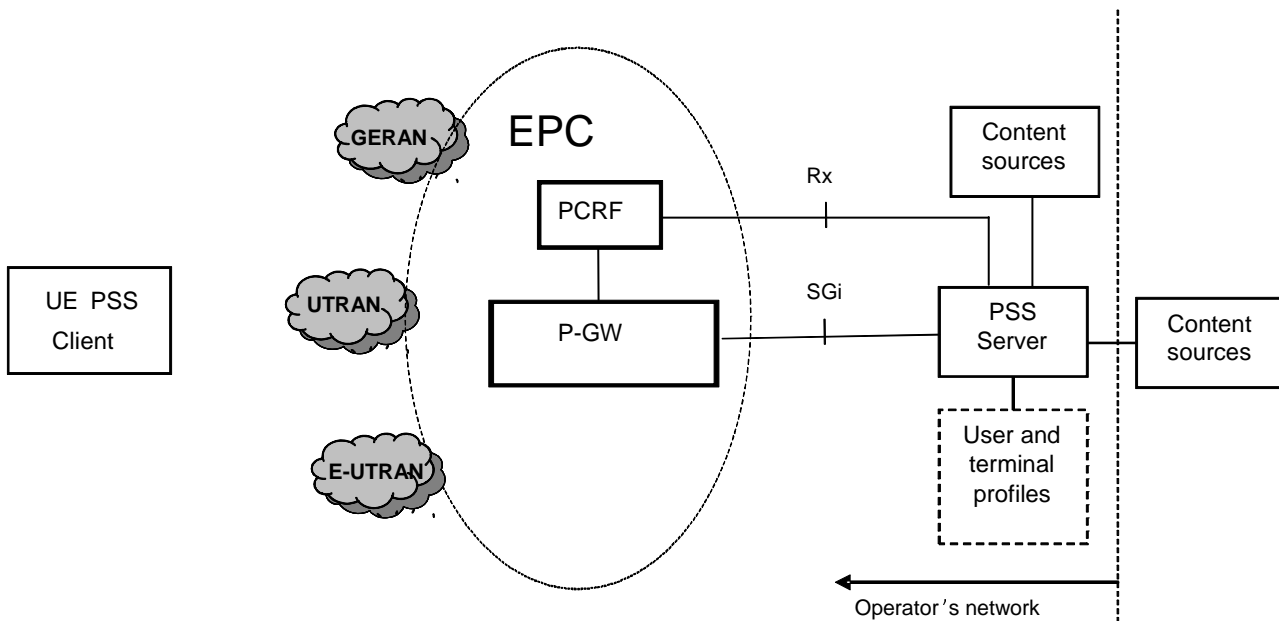 GERAN
EPC
Content
sources
Rx
PCRF
UE PSS
Client
UTRAN
SGi
P-GW
PSS
Server
Content
sources
E-UTRAN
User and
terminal
profiles
Operator's network